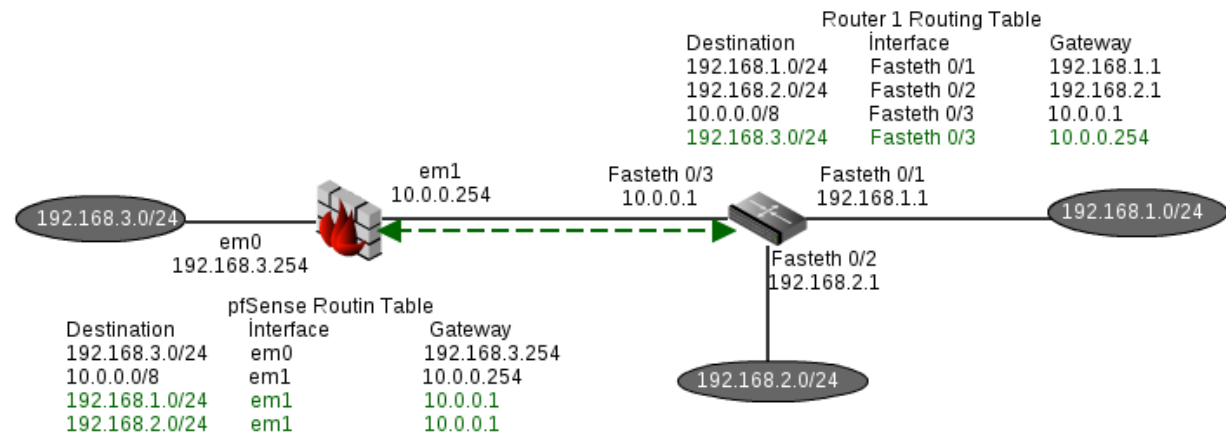 Router 1 Routing Table
Destination İnterface Gateway
192.168.1.0/24 Fasteth 0/1 192.168.1.1
192.168.2.0/24 Fasteth 0/2 192.168.2.1
10.0.0.0/8 Fasteth 0/3 10.0.0.1
192.168.3.0/24 Fasteth 0/3 10.0.0.254
em1
10.0.0.254
Fasteth 0/3
10.0.0.1
Fasteth 0/1
192.168.1.1
192.168.3.0/24
192.168.1.0/24
em0
192.168.3.254
Fasteth 0/2
192.168.2.1
pfSense Routin Table
Destination İnterface Gateway
192.168.3.0/24 em0 192.168.3.254
10.0.0.0/8 em1 10.0.0.254
192.168.1.0/24 em1 10.0.0.1
192.168.2.0/24 em1 10.0.0.1
192.168.2.0/24